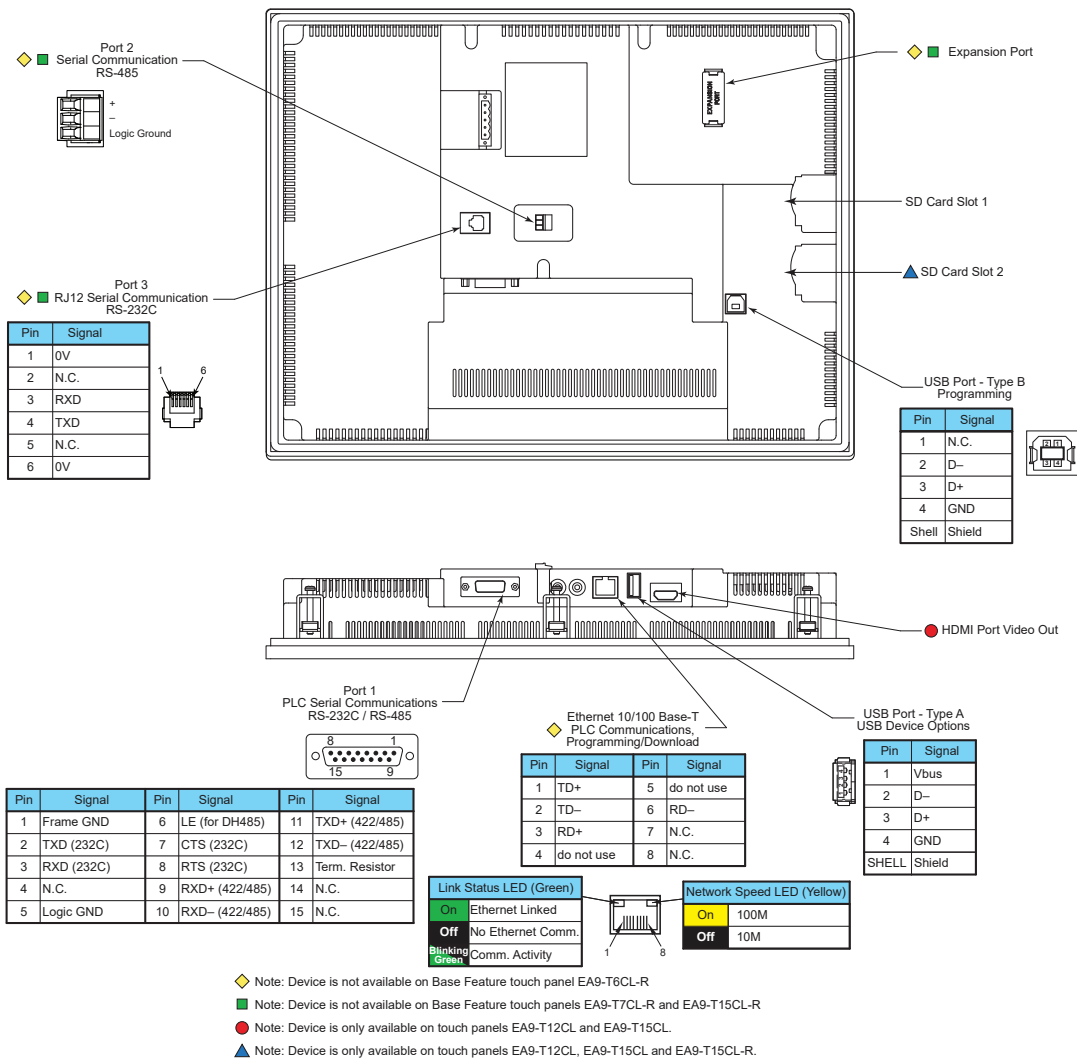 Port 2
Serial Communication
RS-485
+
–
Logic Ground
EXPANSION
PORT
Expansion Port
SD Card Slot 1
SD Card Slot 2
Port 3
RJ12 Serial Communication
RS-232C
Pin Signal
1 0V
2 N.C.
3 RXD
4 TXD
5 N.C.
6 0V
1 6
USB Port - Type B
Programming
Pin Signal
1 N.C.
2 D–
3 D+
4 GND
Shell Shield
2 1
3 4
HDMI Port Video Out
Port 1
PLC Serial Communications
RS-232C / RS-485
8 1
15 9
Pin Signal Pin Signal Pin Signal
1 Frame GND 6 LE (for DH485) 11 TXD+ (422/485)
2 TXD (232C) 7 CTS (232C) 12 TXD– (422/485)
3 RXD (232C) 8 RTS (232C) 13 Term. Resistor
4 N.C. 9 RXD+ (422/485) 14 N.C.
5 Logic GND 10 RXD– (422/485) 15 N.C.
Ethernet 10/100 Base-T
PLC Communications,
Programming/Download
Pin Signal Pin Signal
1 TD+ 5 do not use
2 TD– 6 RD–
3 RD+ 7 N.C.
4 do not use 8 N.C.
USB Port - Type A
USB Device Options
Pin Signal
1 Vbus
2 D–
3 D+
4 GND
SHELL Shield
Link Status LED (Green)
On Ethernet Linked
Off No Ethernet Comm.
Blinking
Green Comm. Activity
1 8
Network Speed LED (Yellow)
On 100M
Off 10M
Note: Device is not available on Base Feature touch panel EA9-T6CL-R
Note: Device is not available on Base Feature touch panels EA9-T7CL-R and EA9-T15CL-R
Note: Device is only available on touch panels EA9-T12CL and EA9-T15CL.
Note: Device is only available on touch panels EA9-T12CL, EA9-T15CL and EA9-T15CL-R.